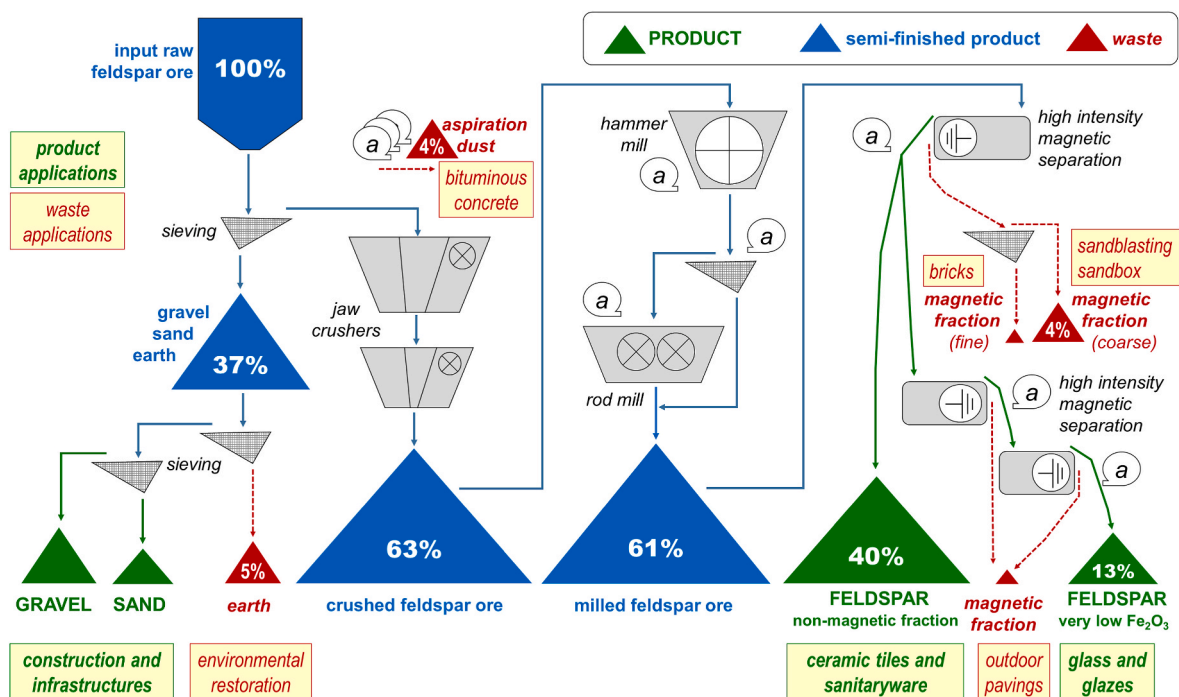 PRODUCT
semi-finished product
waste
input raw
feldspar ore
100%
product
applications
waste
applications
sieving
gravel
sand
earth
37%
sieving
GRAVEL
SAND
5%
earth
construction and
infrastructures
environmental
restoration
a
4%
aspiration
dust
bituminous
concrete
jaw
crushers
63%
crushed feldspar ore
hammer
mill
a
a
a
rod mill
61%
milled feldspar ore
a
high intensity
magnetic
separation
bricks
magnetic
fraction
(fine)
sandblasting
sandbox
4%
magnetic
fraction
(coarse)
a
high intensity
magnetic
separation
a
40%
FELDSPAR
non-magnetic fraction
magnetic
fraction
13%
FELDSPAR
very low Fe₂O₃
ceramic tiles and
sanitaryware
outdoor
pavings
glass and
glazes